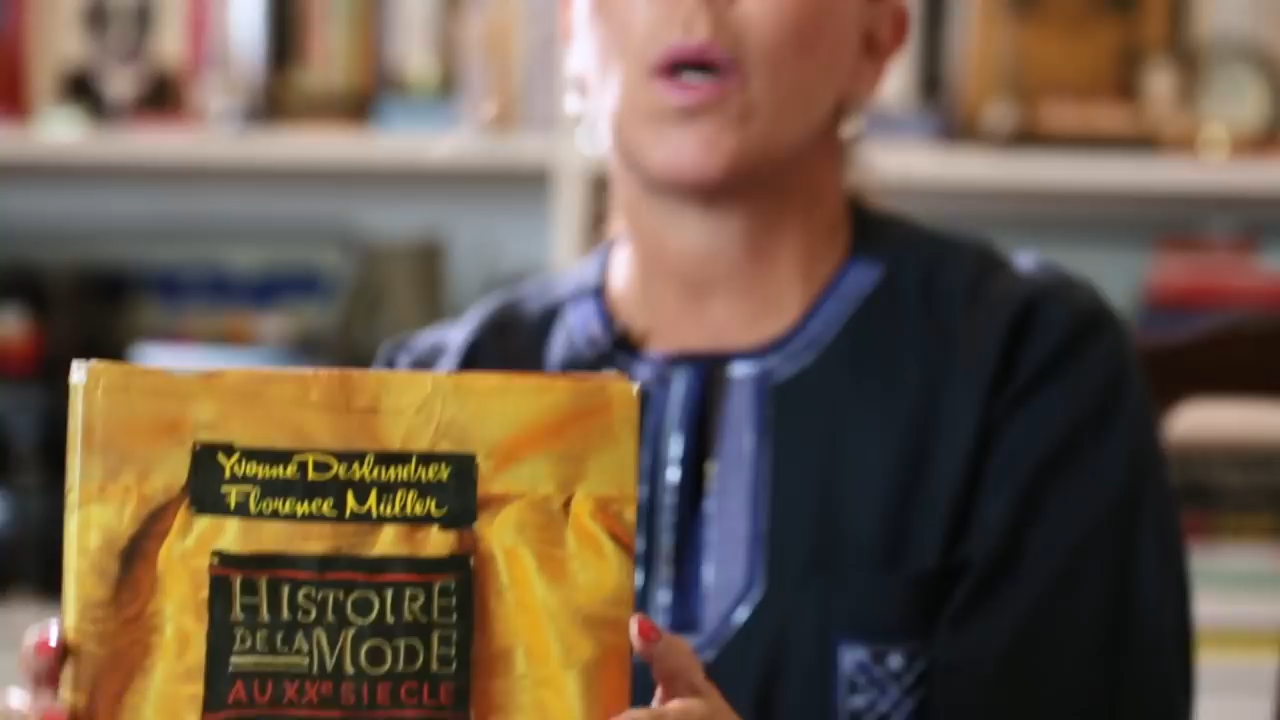 Yvonne Deslandres
Florence Müller
HISTOIRE
DE LA MODE
AU XXe SIECLE